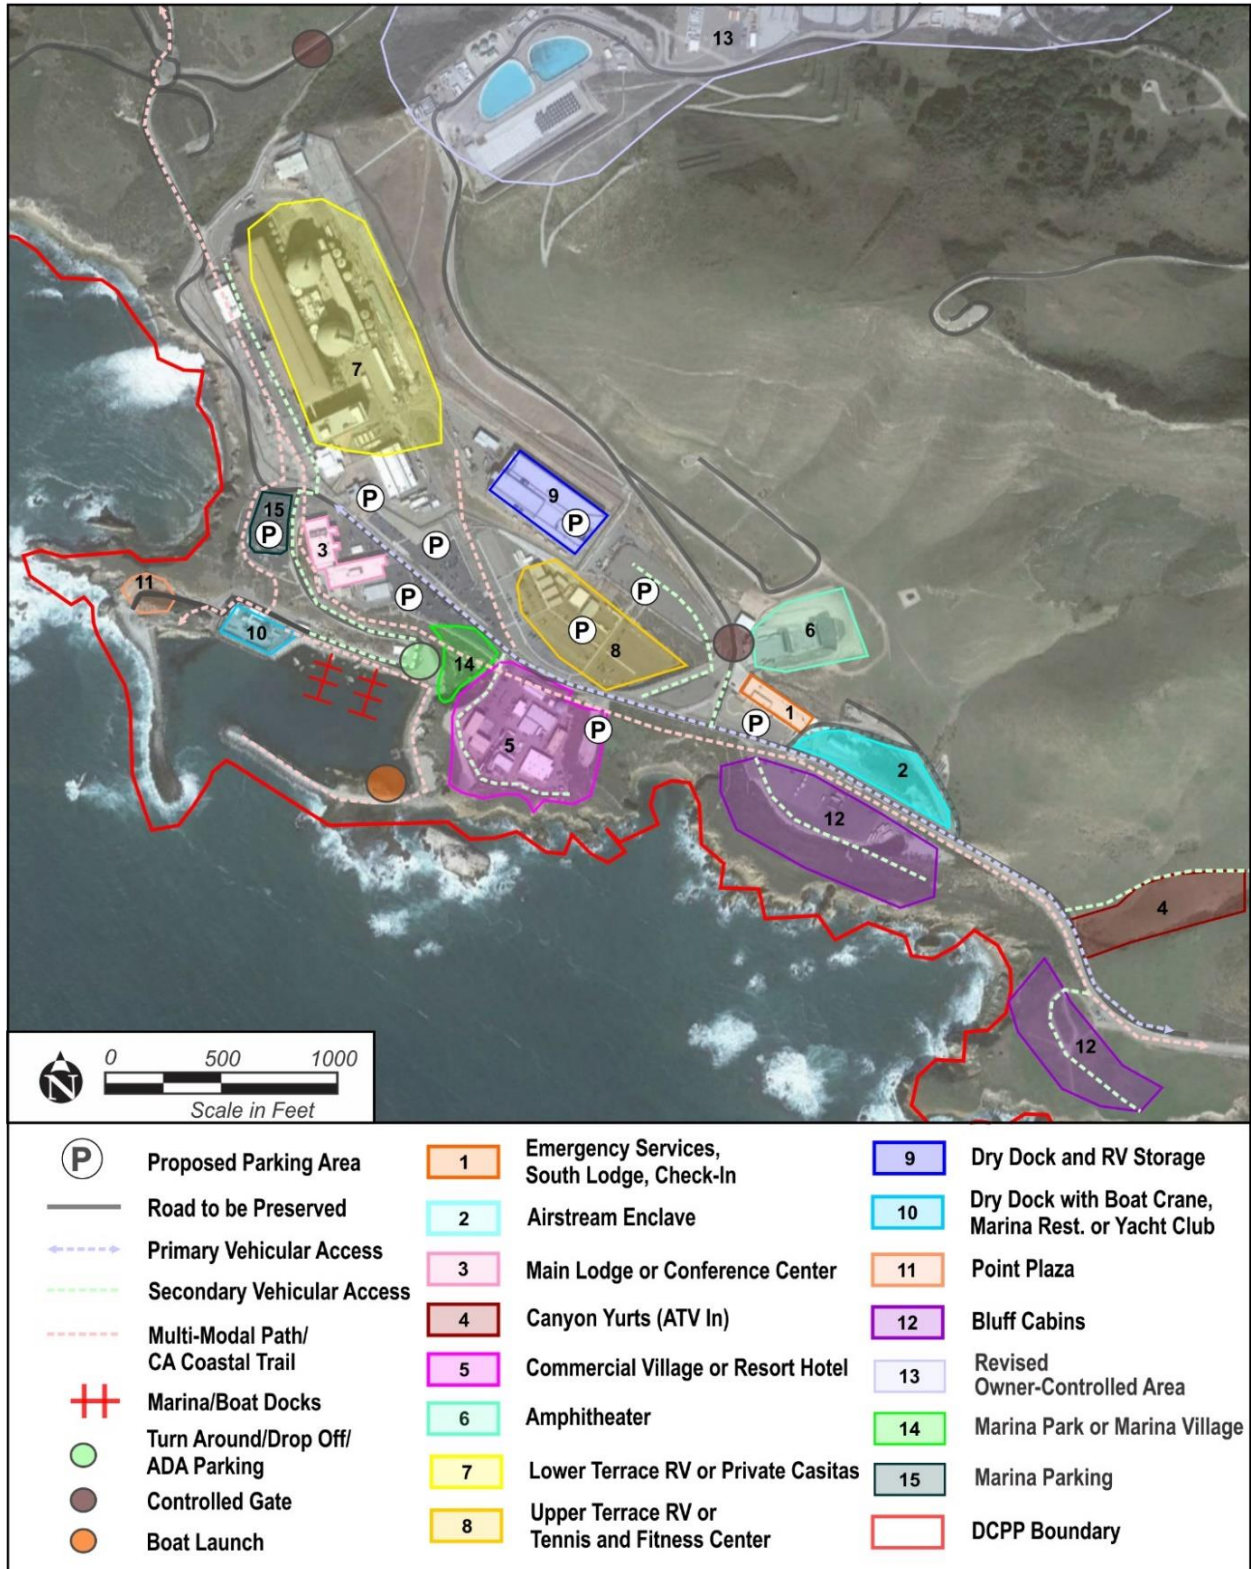 13
7
P
9
P
15
P
P
3
P
P
11
10
14
P
8
6
5
P
P
1
2
12
4
12
N
0 500 1000
Scale in Feet
P
Proposed Parking Area
Road to be Preserved
Primary Vehicular Access
Secondary Vehicular Access
Multi-Modal Path/
CA Coastal Trail
Marina/Boat Docks
Turn Around/Drop Off/
ADA Parking
Controlled Gate
Boat Launch
1
Emergency Services,
South Lodge, Check-In
2
Airstream Enclave
3
Main Lodge or Conference Center
4
Canyon Yurts (ATV In)
5
Commercial Village or Resort Hotel
6
Amphitheater
7
Lower Terrace RV or Private Casitas
8
Upper Terrace RV or
Tennis and Fitness Center
9
Dry Dock and RV Storage
10
Dry Dock with Boat Crane,
Marina Rest. or Yacht Club
11
Point Plaza
12
Bluff Cabins
13
Revised
Owner-Controlled Area
14
Marina Park or Marina Village
15
Marina Parking
DCPP Boundary